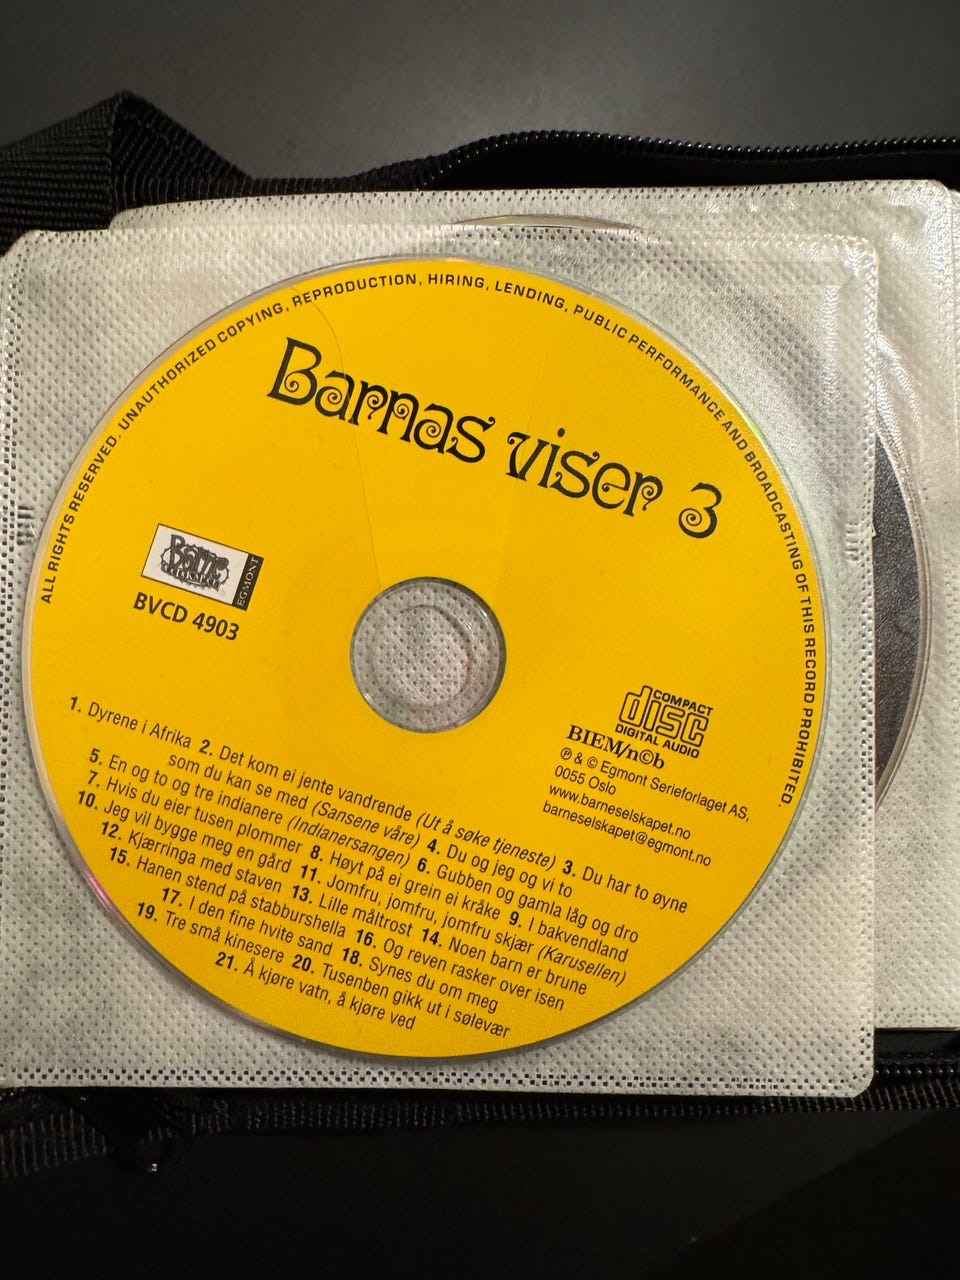 ALL RIGHTS RESERVED. UNAUTHORIZED COPYING, REPRODUCTION, HIRING, LENDING, PUBLIC PERFORMANCE AND BROADCASTING OF THIS RECORD PROHIBITED.
Barnas viser 3
Barne
EGMONT
BVCD 4903
COMPACT
disc
DIGITAL AUDIO
BIEM/n©b
℗ & © Egmont Serieforlaget AS,
0055 Oslo
www.barneselskapet.no
barneselskapet@egmont.no
1. Dyrene i Afrika 2. Det kom ei jente vandrende (Ut å søke tjeneste) 3. Du har to øyne
som du kan se med (Sansene våre) 4. Du og jeg og vi to
5. En og to og tre indianere (Indianersangen) 6. Gubben og gamla låg og dro
7. Hvis du eier tusen plommer 8. Høyt på ei grein ei kråke 9. I bakvendland
10. Jeg vil bygge meg en gård 11. Jomfru, jomfru, jomfru skjær (Karusellen)
12. Kjærringa med staven 13. Lille måltrost 14. Noen barn er brune
15. Hanen stend på stabburshella 16. Og reven rasker over isen
17. I den fine hvite sand 18. Synes du om meg
19. Tre små kinesere 20. Tusenben gikk ut i sølevær
21. Å kjøre vatn, å kjøre ved